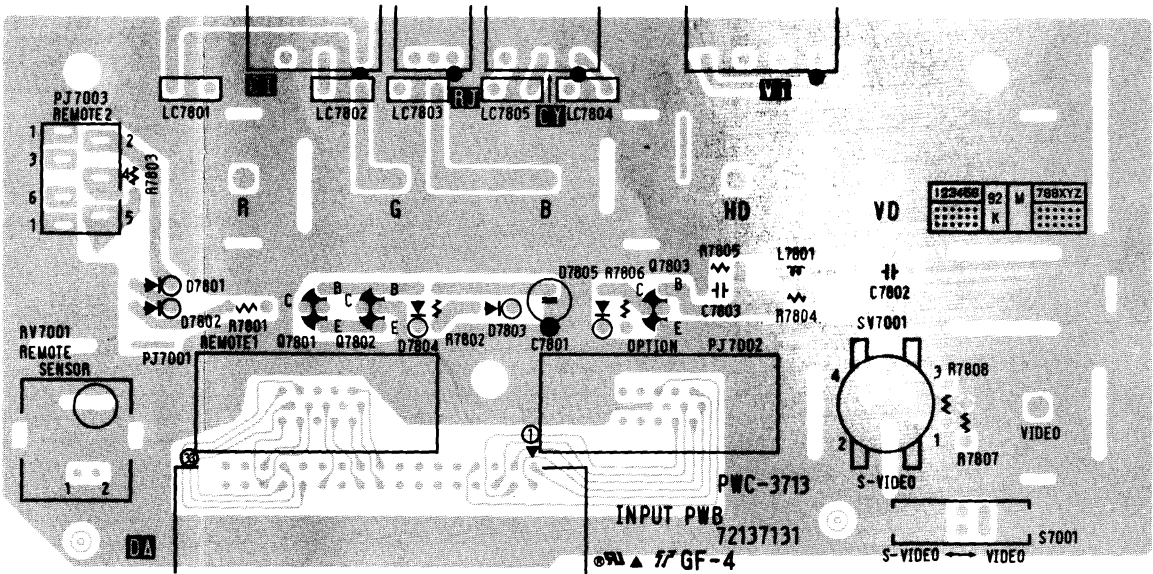 PJ7003
REMOTE2
LC7801
LC7802
LC7803
RJ
LC7805
CY
LC7804
1
2
3
4
R7803
6
1
5
R
G
B
HD
VD
123456
92
K
M
789XYZ
D7801
D7802
R7801
REMOTE1
C
B
E
Q7801
C
B
E
Q7802
D7804
R7802
D7803
C7801
D7805
R7806
Q7803
C
B
E
OPTION
R7805
C7803
L7801
R7804
C7802
RV7001
REMOTE
SENSOR
PJ7001
PJ7002
SW7001
4
3
R7808
2
1
R7807
VIDEO
S-VIDEO
1 2
1
PWC-3713
INPUT PWB
72137131
GF-4
DA
S7001
S-VIDEO ↔ VIDEO